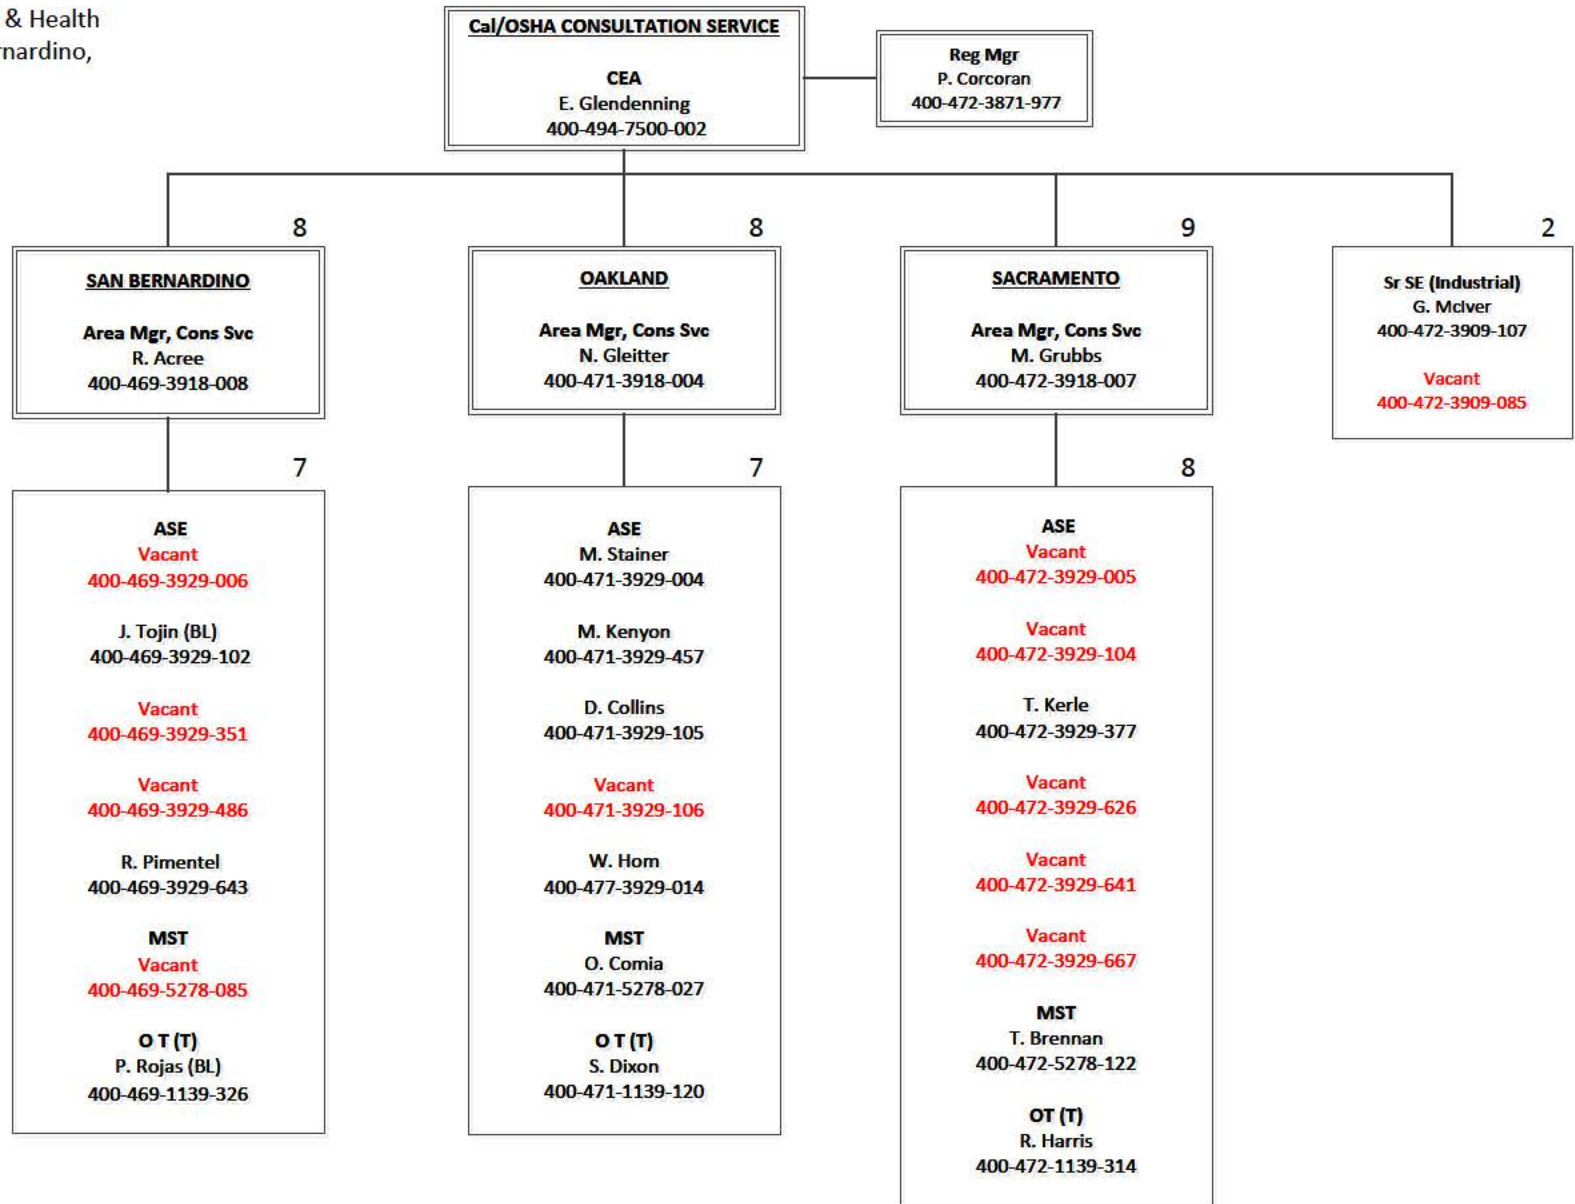 & Health
rnardino,
Cal/OSHA CONSULTATION SERVICE
CEA
E. Glendenning
400-494-7500-002
Reg Mgr
P. Corcoran
400-472-3871-977
8
SAN BERNARDINO
Area Mgr, Cons Svc
R. Acree
400-469-3918-008
7
ASE
Vacant
400-469-3929-006
J. Tojin (BL)
400-469-3929-102
Vacant
400-469-3929-351
Vacant
400-469-3929-486
R. Pimentel
400-469-3929-643
MST
Vacant
400-469-5278-085
O T (T)
P. Rojas (BL)
400-469-1139-326
8
OAKLAND
Area Mgr, Cons Svc
N. Gleitter
400-471-3918-004
7
ASE
M. Stainer
400-471-3929-004
M. Kenyon
400-471-3929-457
D. Collins
400-471-3929-105
Vacant
400-471-3929-106
W. Hom
400-477-3929-014
MST
O. Comia
400-471-5278-027
O T (T)
S. Dixon
400-471-1139-120
9
SACRAMENTO
Area Mgr, Cons Svc
M. Grubbs
400-472-3918-007
8
ASE
Vacant
400-472-3929-005
Vacant
400-472-3929-104
T. Kerle
400-472-3929-377
Vacant
400-472-3929-626
Vacant
400-472-3929-641
Vacant
400-472-3929-667
MST
T. Brennan
400-472-5278-122
OT (T)
R. Harris
400-472-1139-314
2
Sr SE (Industrial)
G. McIver
400-472-3909-107
Vacant
400-472-3909-085